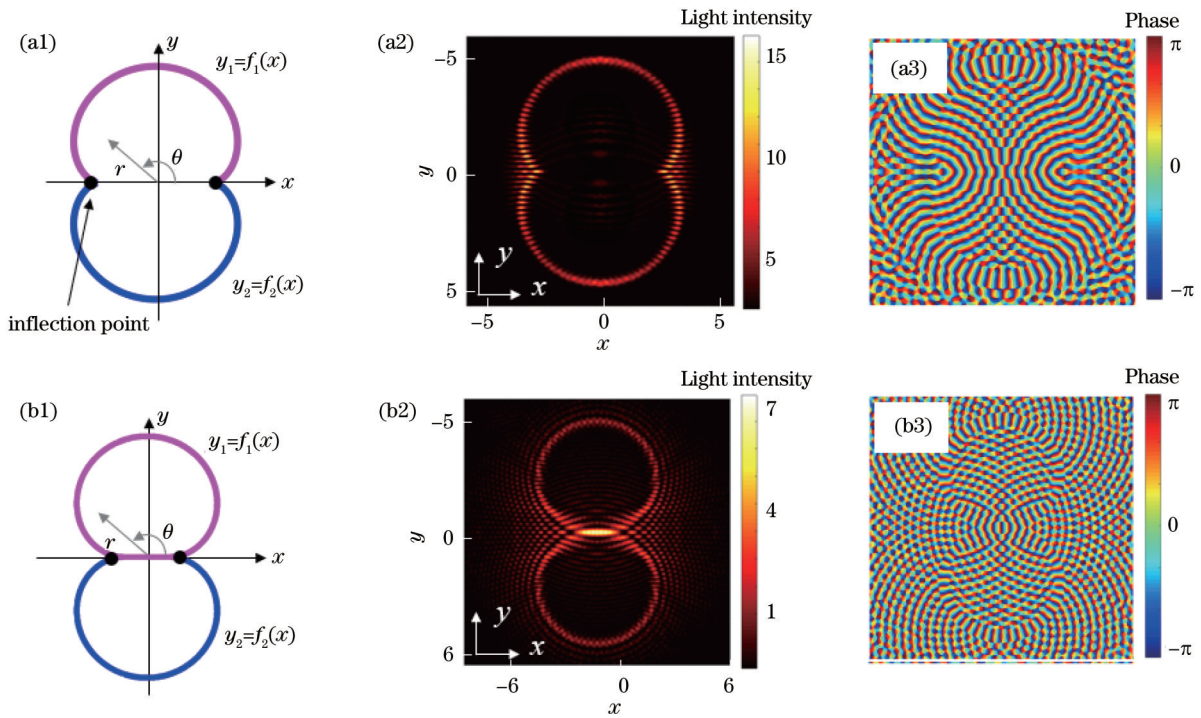 (a1)
y
y₁=f₁(x)
θ
r
x
y₂=f₂(x)
inflection point
(a2)
Light intensity
−5
0
5
y
y
x
−5 0 5
x
15
10
5
Phase
(a3)
π
0
−π
(b1)
y
y₁=f₁(x)
θ
r
x
y₂=f₂(x)
(b2)
Light intensity
−5
0
6
y
y
x
−6 0 6
x
7
4
1
Phase
(b3)
π
0
−π